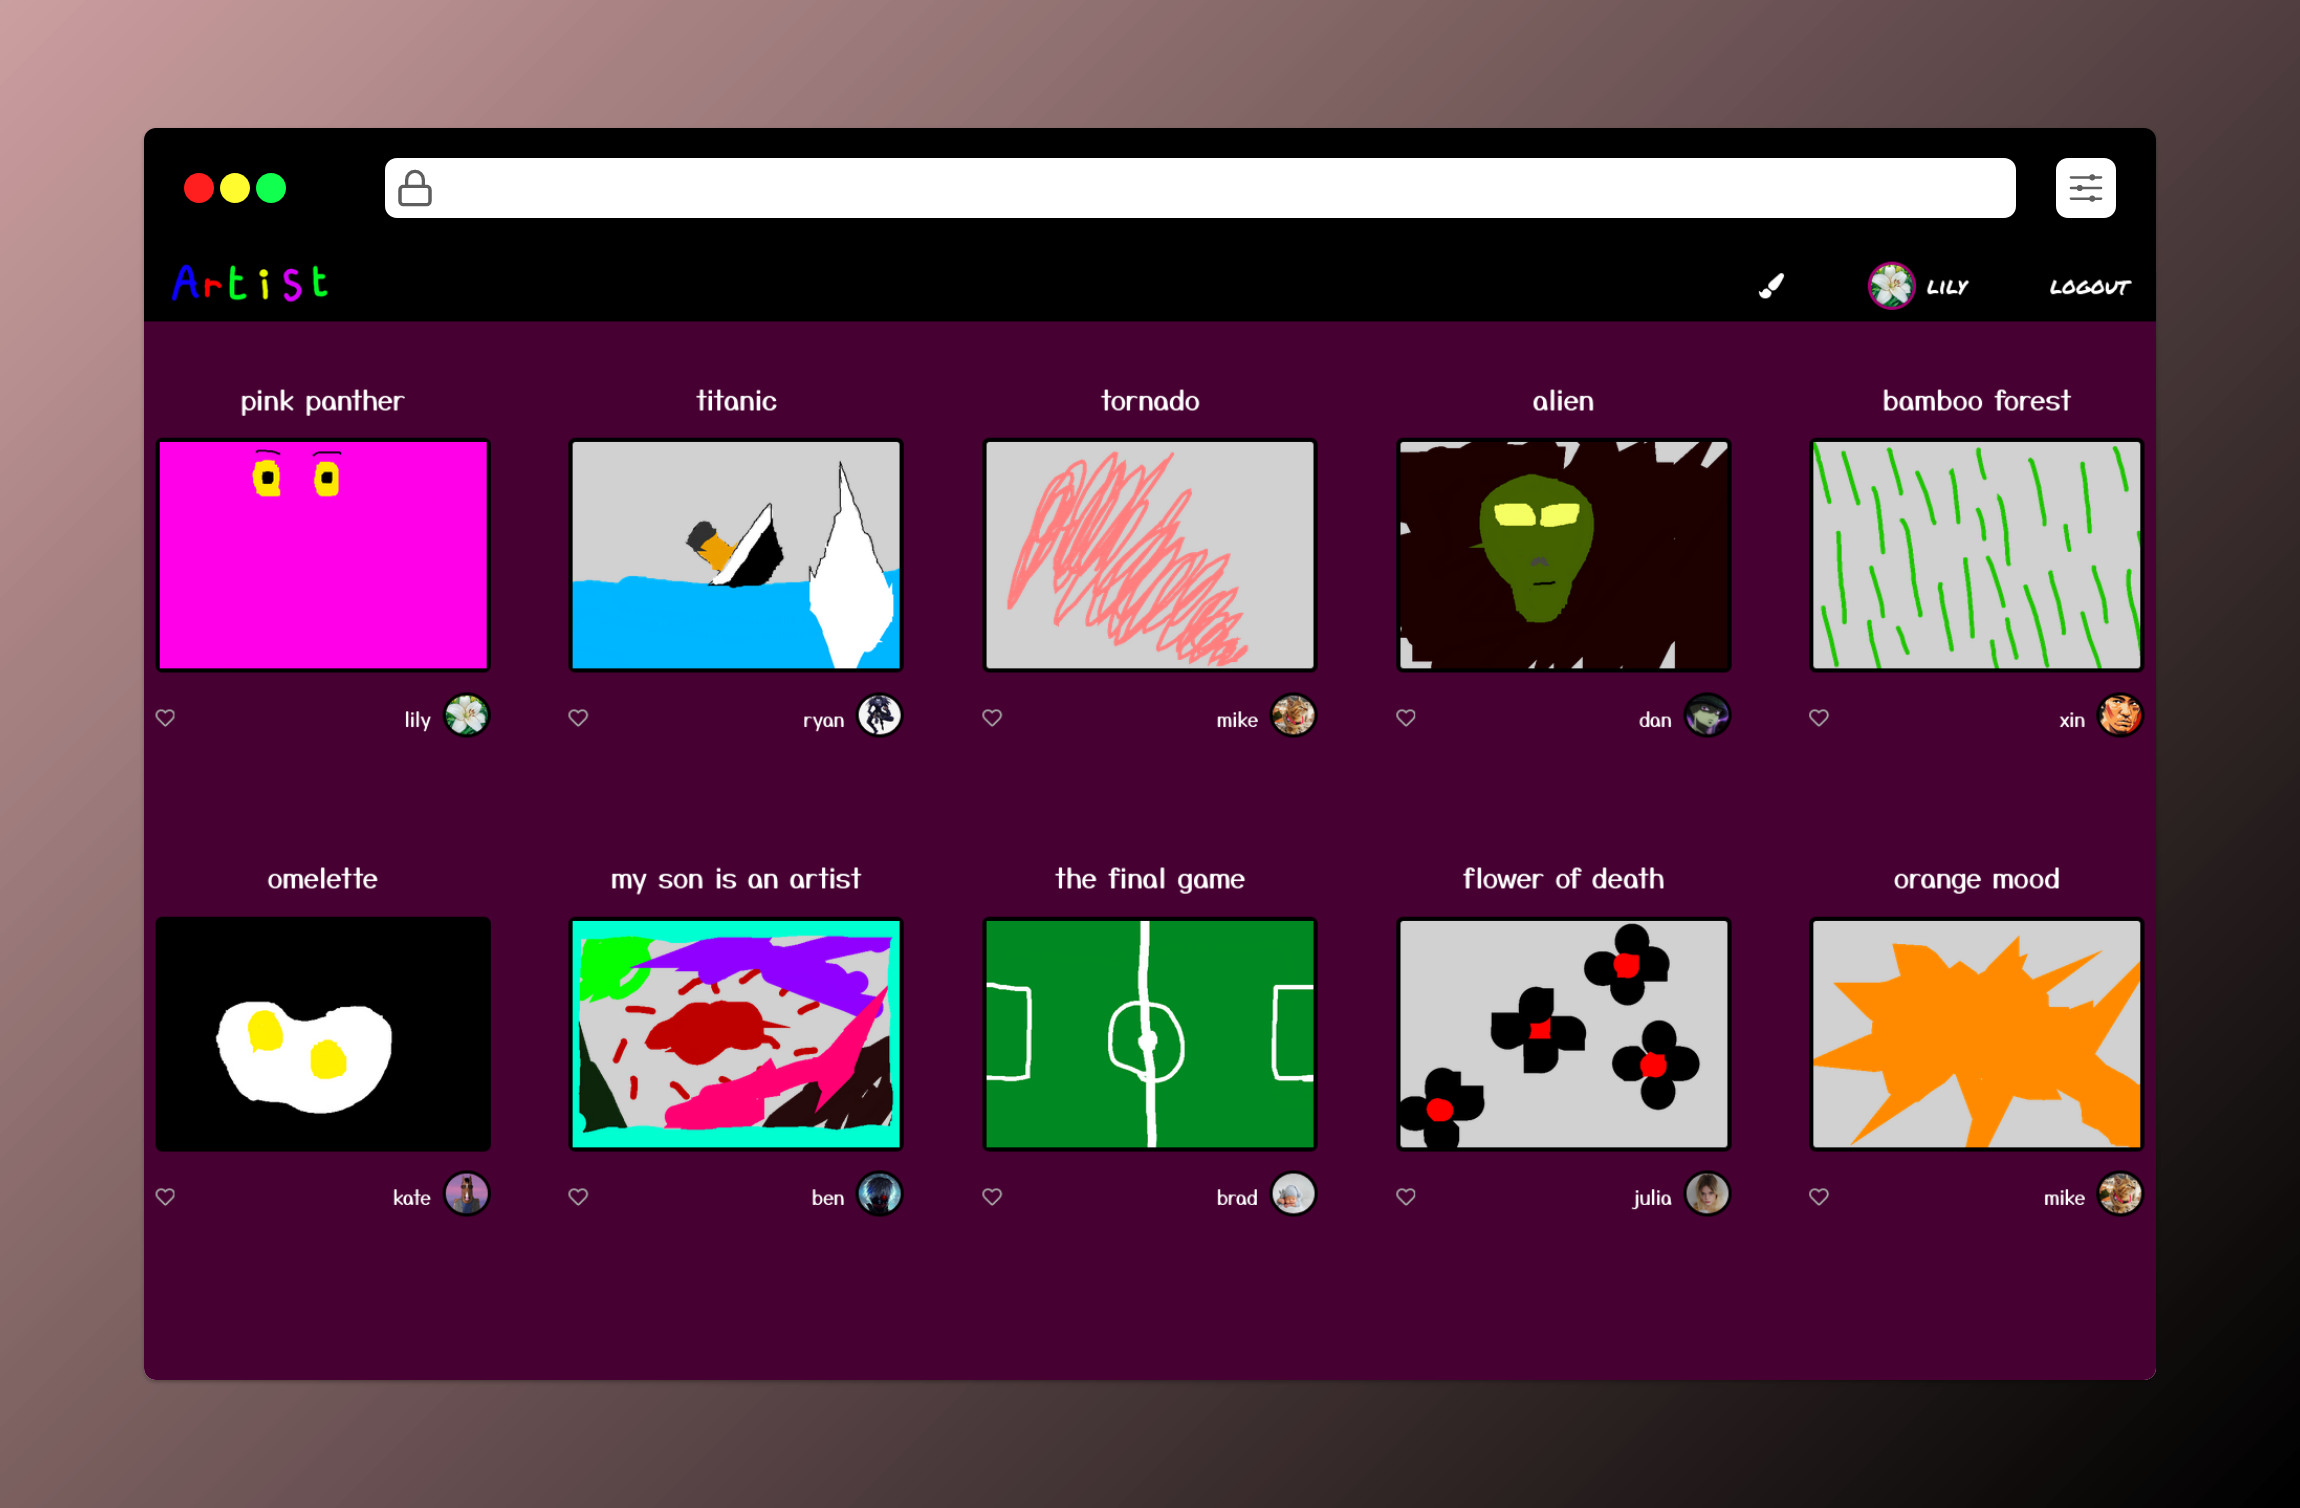 Artist
LILY
LOGOUT
pink panther
titanic
tornado
alien
bamboo forest
lily
ryan
mike
dan
xin
omelette
my son is an artist
the final game
flower of death
orange mood
kate
ben
brad
julia
mike